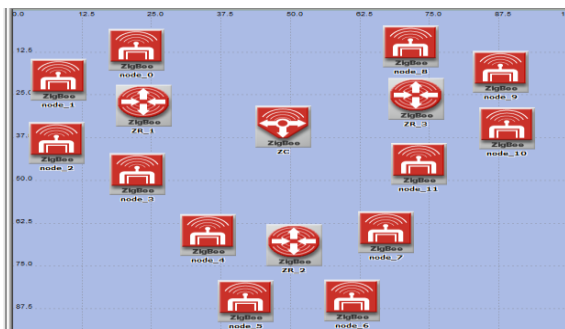 0.0 12.5 25.0 37.5 50.0 62.5 75.0 87.5
12.5
25.0
37.
50.0
62.5
75.0
87.5
ZigBee
node_0
ZigBee
node_8
ZigBee
node_1
ZigBee
node_9
ZigBee
ZR_1
ZigBee
ZR_3
ZigBee
ZC
ZigBee
node_2
ZigBee
node_10
ZigBee
node_3
ZigBee
node_11
ZigBee
node_4
ZigBee
ZR_2
ZigBee
node_7
ZigBee
node_5
ZigBee
node_6